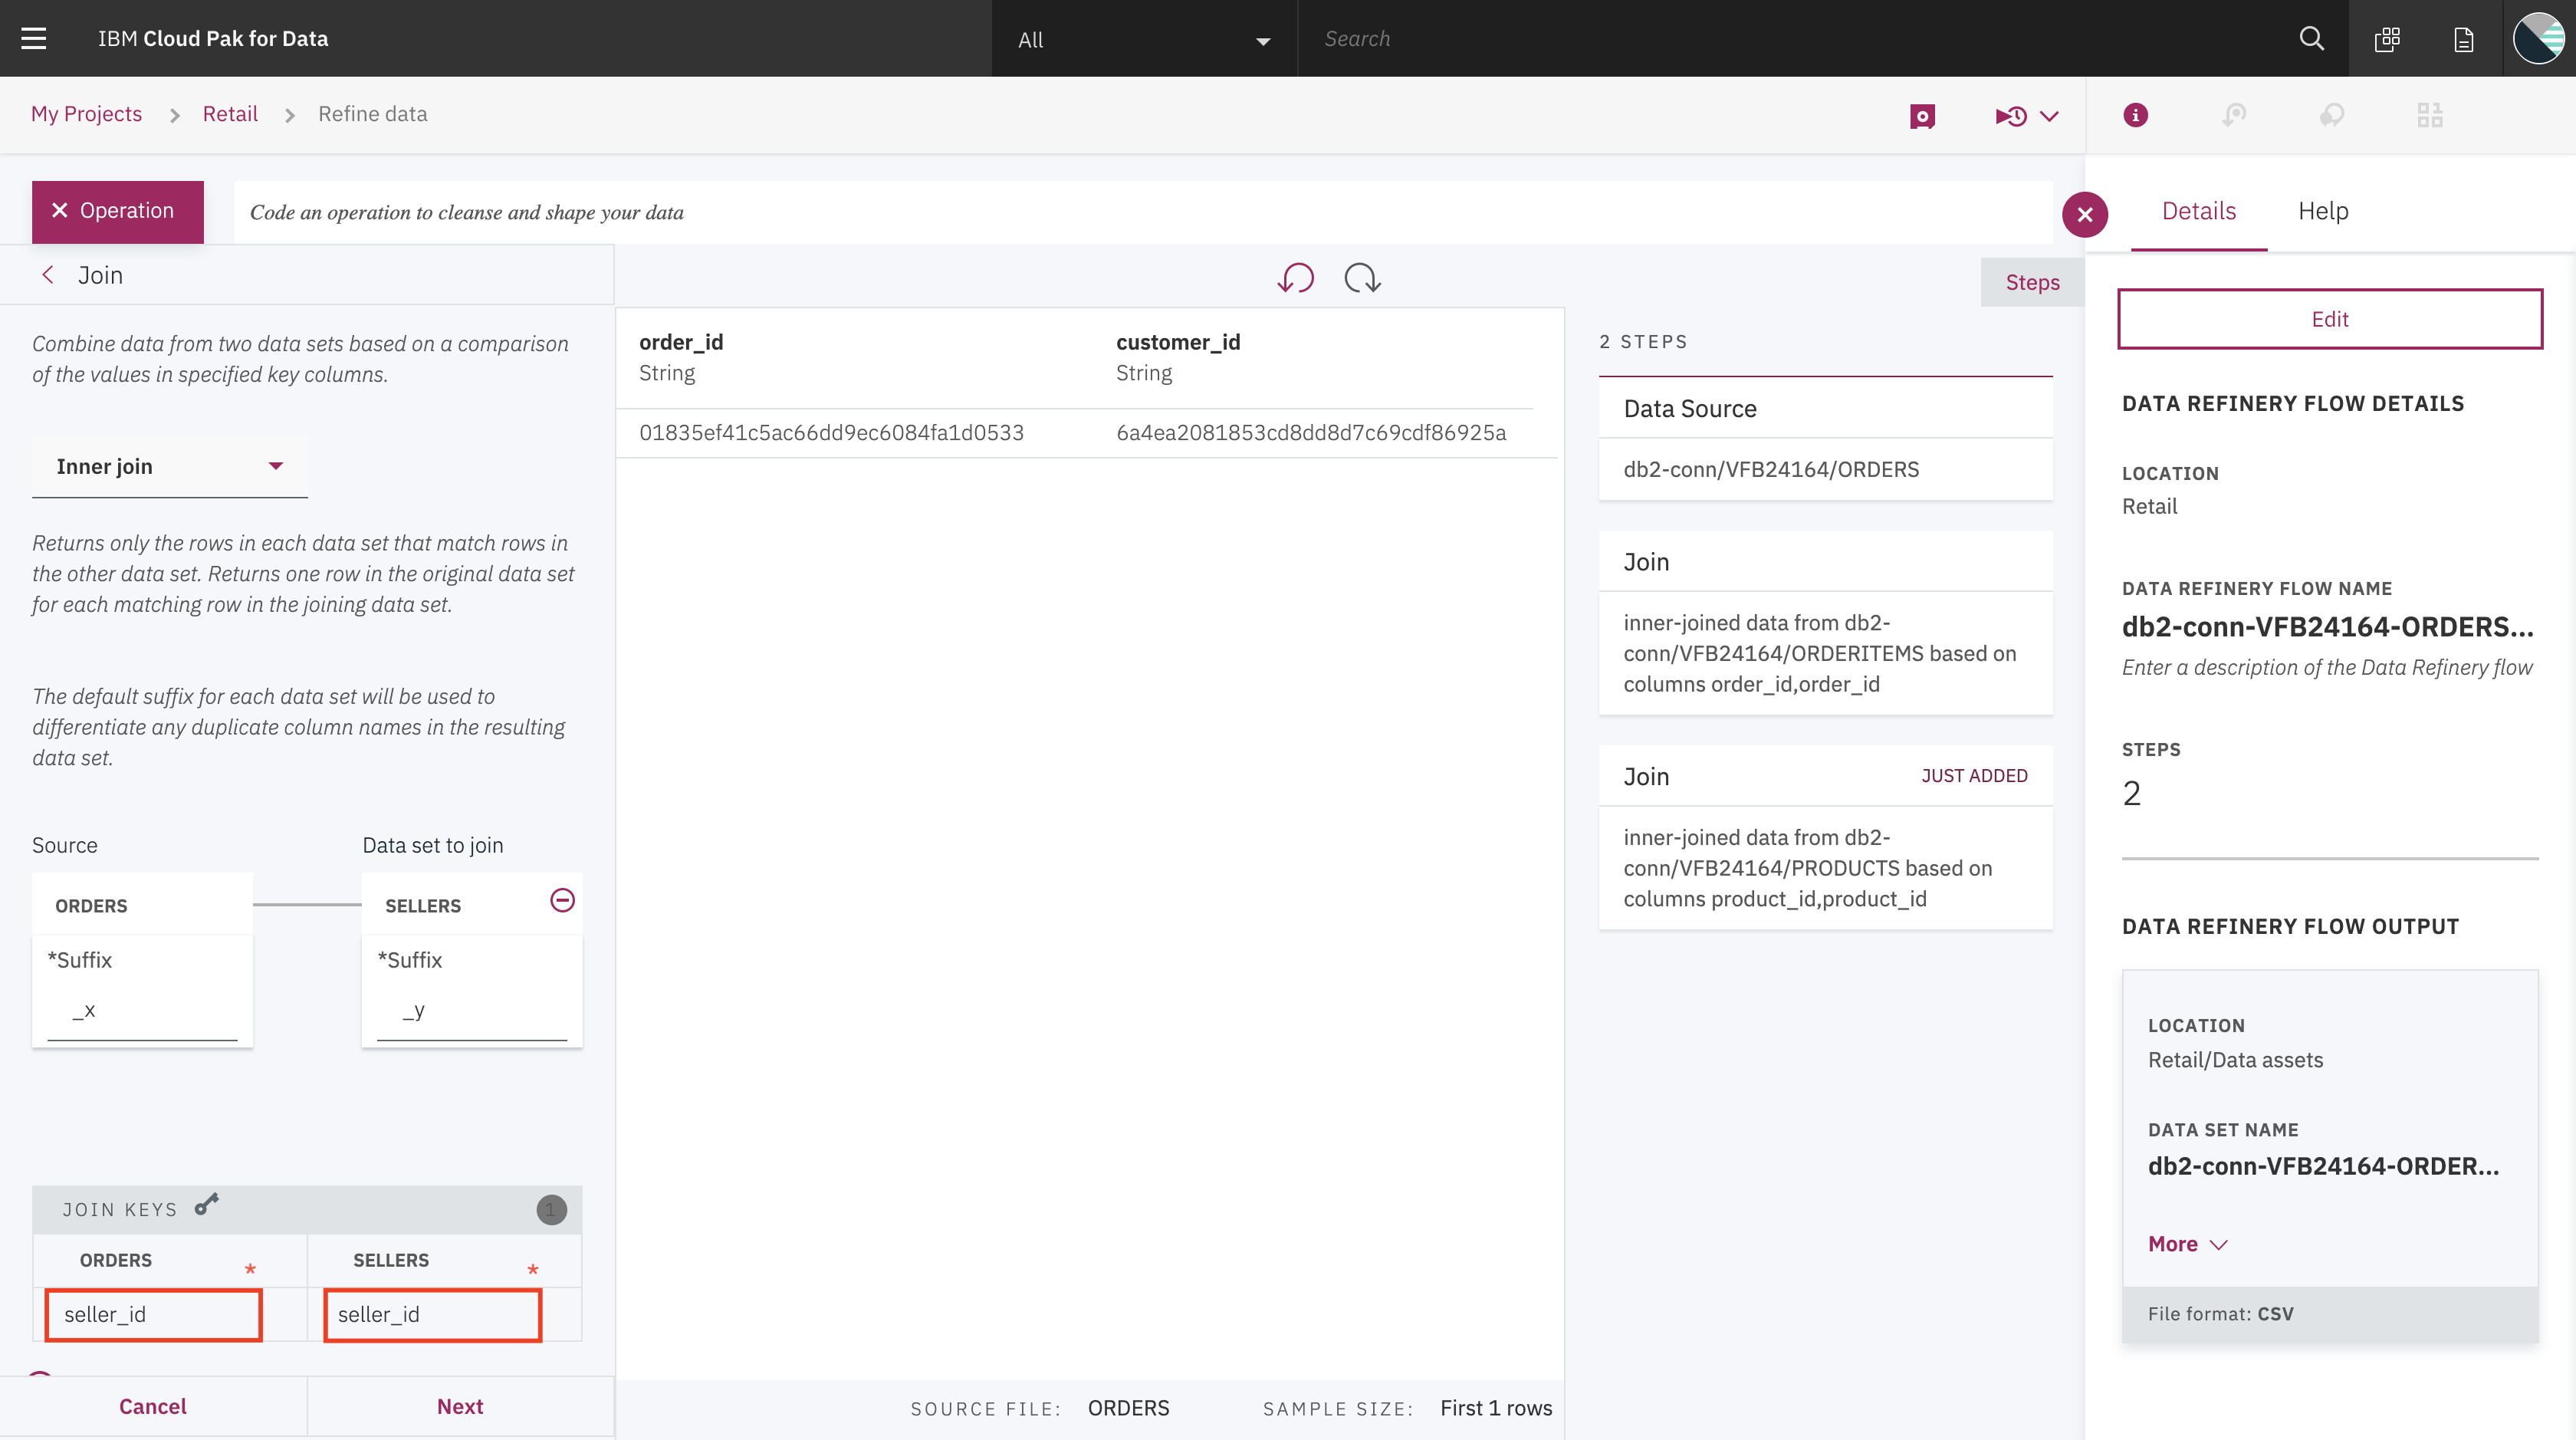 IBM Cloud Pak for Data
All
Search
My Projects > Retail > Refine data
× Operation
Code an operation to cleanse and shape your data
Join
Combine data from two data sets based on a comparison
of the values in specified key columns.
Inner join
Returns only the rows in each data set that match rows in
the other data set. Returns one row in the original data set
for each matching row in the joining data set.
The default suffix for each data set will be used to
differentiate any duplicate column names in the resulting
data set.
Source Data set to join
ORDERS SELLERS
*Suffix *Suffix
_x _y
JOIN KEYS 1
ORDERS * SELLERS *
seller_id seller_id
Cancel Next
order_id customer_id
String String
01835ef41c5ac66dd9ec6084fa1d0533 6a4ea2081853cd8dd8d7c69cdf86925a
SOURCE FILE: ORDERS SAMPLE SIZE: First 1 rows
Steps
2 STEPS
Data Source
db2-conn/VFB24164/ORDERS
Join
inner-joined data from db2-
conn/VFB24164/ORDERITEMS based on
columns order_id,order_id
Join JUST ADDED
inner-joined data from db2-
conn/VFB24164/PRODUCTS based on
columns product_id,product_id
Details Help
Edit
DATA REFINERY FLOW DETAILS
LOCATION
Retail
DATA REFINERY FLOW NAME
db2-conn-VFB24164-ORDERS...
Enter a description of the Data Refinery flow
STEPS
2
DATA REFINERY FLOW OUTPUT
LOCATION
Retail/Data assets
DATA SET NAME
db2-conn-VFB24164-ORDER...
More
File format: CSV